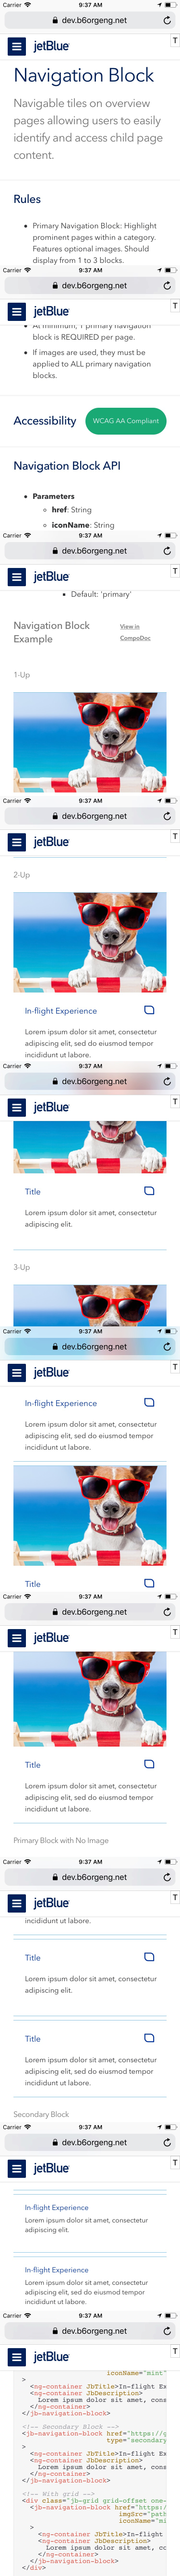 Carrier 9:37 AM
dev.b6orgeng.net
jetBlue T
Navigation Block
Navigable tiles on overview
pages allowing users to easily
identify and access child page
content.
Rules
• Primary Navigation Block: Highlight
prominent pages within a category.
Features optional images. Should
display from 1 to 3 blocks.
Carrier 9:37 AM
dev.b6orgeng.net
jetBlue T
• At minimum, 1 primary navigation
block is REQUIRED per page.
• If images are used, they must be
applied to ALL primary navigation
blocks.
Accessibility WCAG AA Compliant
Navigation Block API
• Parameters
href: String
iconName: String
Carrier 9:37 AM
dev.b6orgeng.net
jetBlue T
• Default: 'primary'
Navigation Block
Example
View in
CompoDoc
1-Up
Carrier 9:37 AM
dev.b6orgeng.net
jetBlue T
2-Up
In-flight Experience
Lorem ipsum dolor sit amet, consectetur
adipiscing elit, sed do eiusmod tempor
incididunt ut labore.
Carrier 9:37 AM
dev.b6orgeng.net
jetBlue T
Title
Lorem ipsum dolor sit amet, consectetur
adipiscing elit.
3-Up
Carrier 9:37 AM
dev.b6orgeng.net
jetBlue T
In-flight Experience
Lorem ipsum dolor sit amet, consectetur
adipiscing elit, sed do eiusmod tempor
incididunt ut labore.
Title
Carrier 9:37 AM
dev.b6orgeng.net
jetBlue T
Title
Lorem ipsum dolor sit amet, consectetur
adipiscing elit, sed do eiusmod tempor
incididunt ut labore.
Primary Block with No Image
Carrier 9:37 AM
dev.b6orgeng.net
jetBlue T
incididunt ut labore.
Title
Lorem ipsum dolor sit amet, consectetur
adipiscing elit.
Title
Lorem ipsum dolor sit amet, consectetur
adipiscing elit, sed do eiusmod tempor
incididunt ut labore.
Secondary Block
Carrier 9:37 AM
dev.b6orgeng.net
jetBlue T
In-flight Experience
Lorem ipsum dolor sit amet, consectetur
adipiscing elit.
In-flight Experience
Lorem ipsum dolor sit amet, consectetur
adipiscing elit, sed do eiusmod tempor
incididunt ut labore.
Carrier 9:37 AM
dev.b6orgeng.net
jetBlue T
iconName="mint"
>
<ng-container JbTitle>In-flight Ex
<ng-container JbDescription>
Lorem ipsum dolor sit amet, cons
</ng-container>
</jb-navigation-block>
<!-- Secondary Block -->
<jb-navigation-block href="https://g
type="secondary
>
<ng-container JbTitle>In-flight Ex
<ng-container JbDescription>
Lorem ipsum dolor sit amet, cons
</ng-container>
</jb-navigation-block>
<!-- With grid -->
<div class="jb-grid grid-offset one-
<jb-navigation-block href="https:/
imgSrc="path
iconName="mi
>
<ng-container JbTitle>In-flight
<ng-container JbDescription>
Lorem ipsum dolor sit amet, cc
</ng-container>
</jb-navigation-block>
</div>